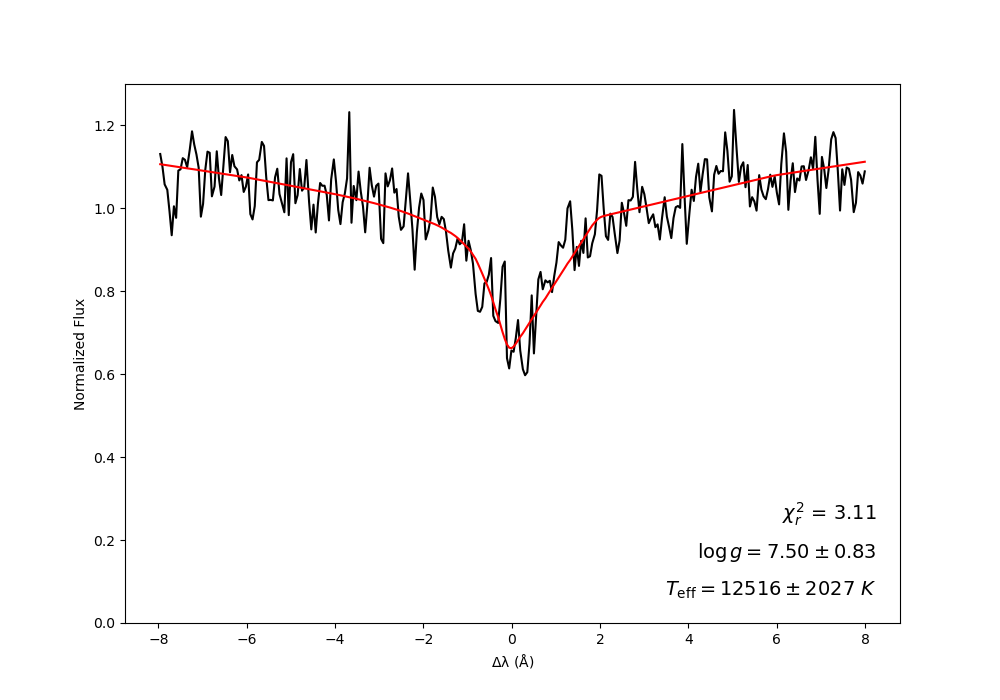 1.2
1.0
0.8
0.6
0.4
0.2
0.0
Normalized Flux
χ²ᵣ = 3.11
log g = 7.50 ± 0.83
T_eff = 12516 ± 2027 K
−8 −6 −4 −2 0 2 4 6 8
Δλ (Å)